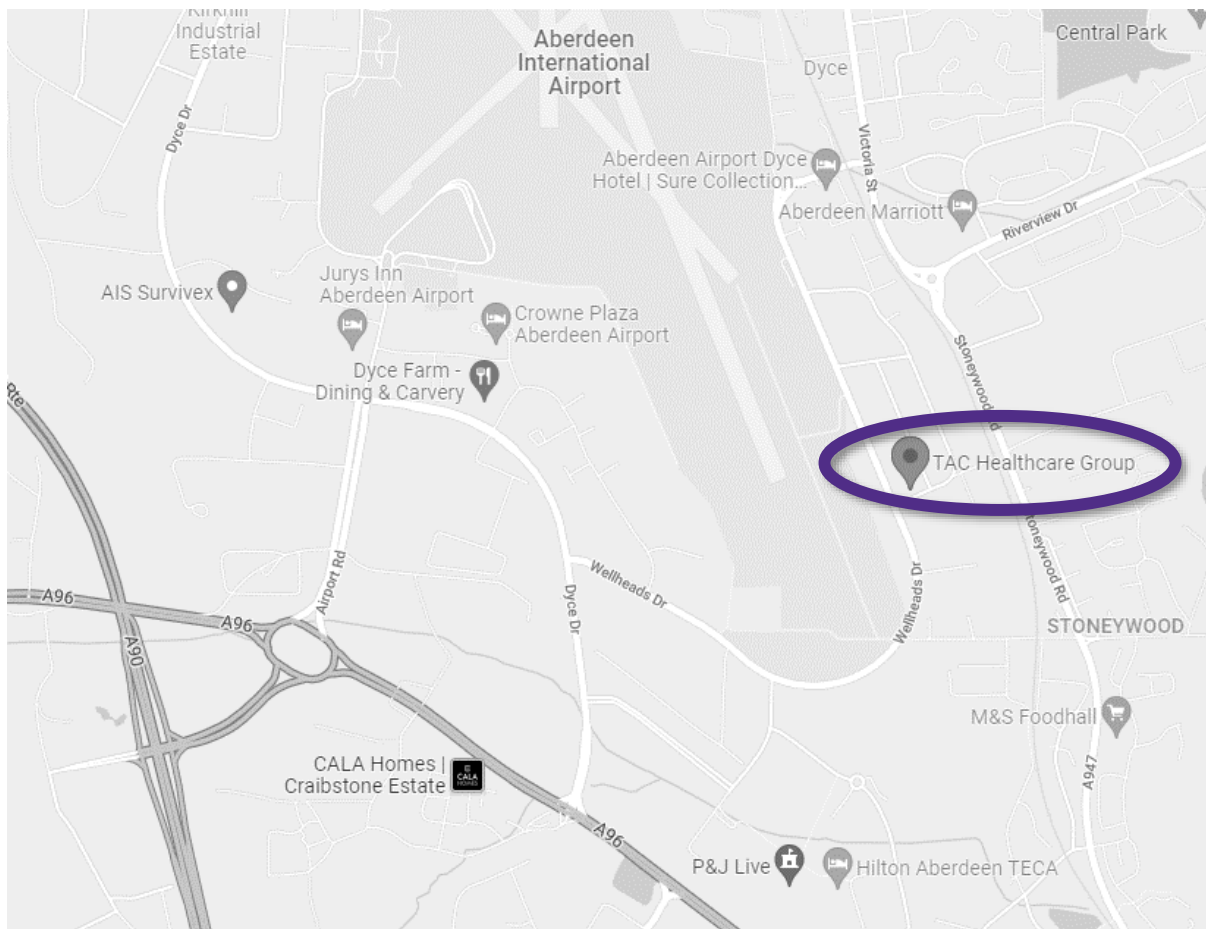 Kirkhill
Industrial
Estate
Aberdeen
International
Airport
Central Park
Dyce
Dyce Dr
Victoria St
Aberdeen Airport Dyce
Hotel | Sure Collection...
Aberdeen Marriott
Riverview Dr
AIS Survivex
Jurys Inn
Aberdeen Airport
Crowne Plaza
Aberdeen Airport
Dyce Farm -
Dining & Carvery
Rte
Stoneywood Rd
TAC Healthcare Group
Stoneywood Rd
Airport Rd
Wellheads Dr
Dyce Dr
Wellheads Dr
A96
A96
A90
STONEYWOOD
M&S Foodhall
A947
CALA Homes |
Craibstone Estate
CALA
HOMES
A96
P&J Live
Hilton Aberdeen TECA